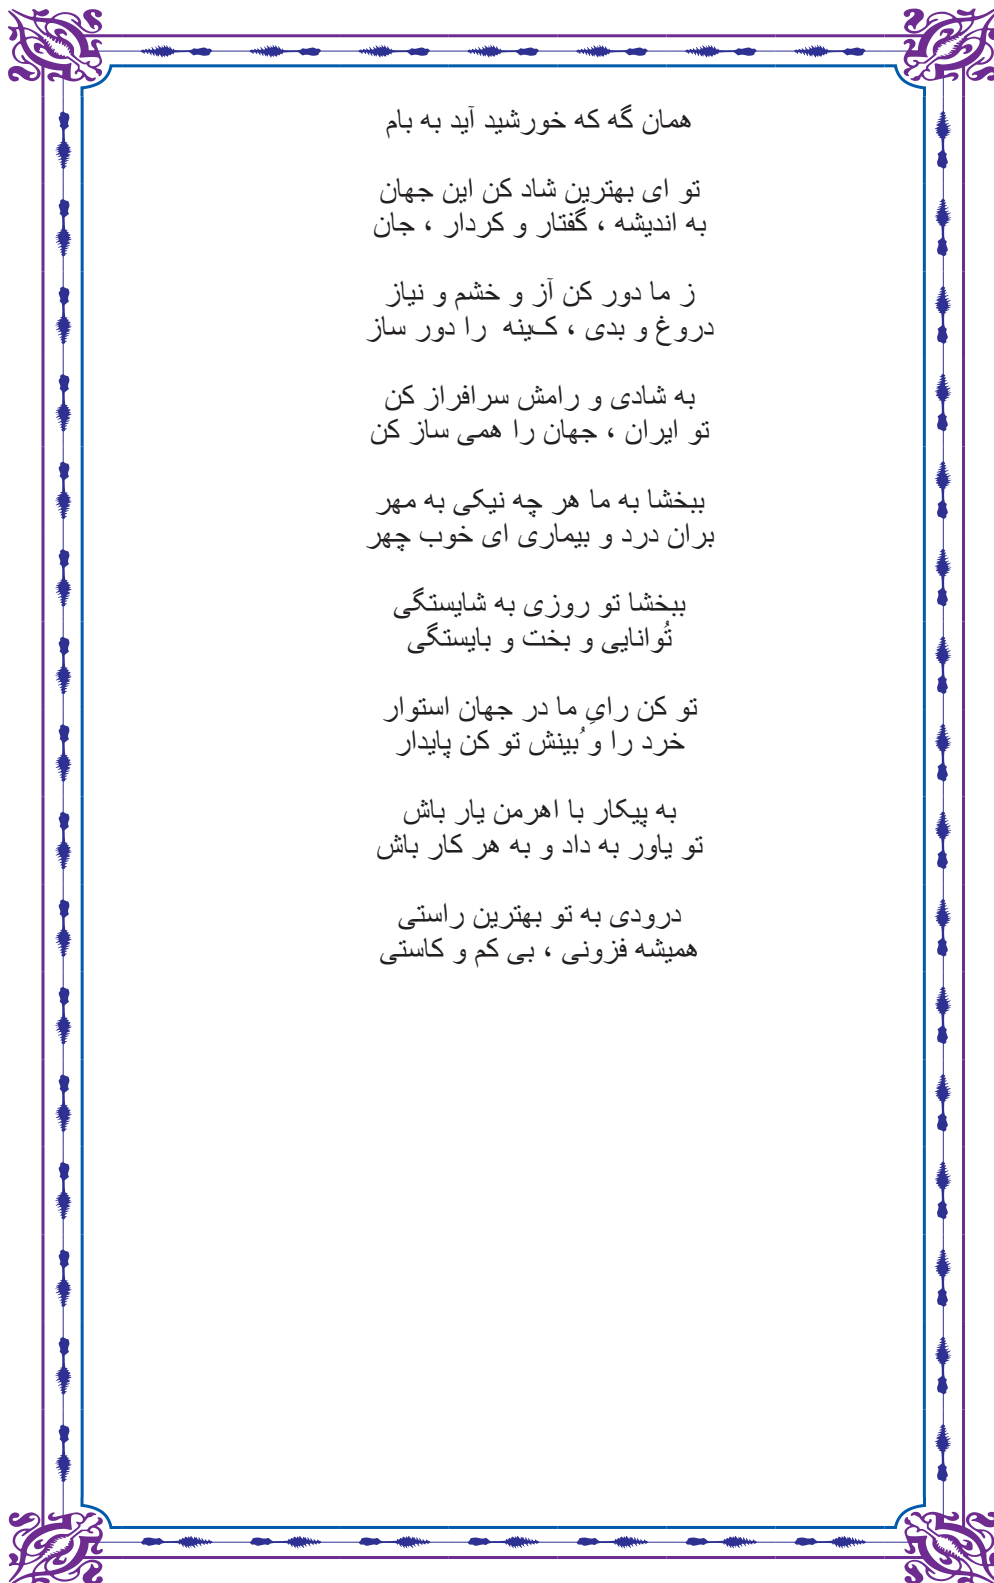 همان گه که خورشید آید به بام
تو ای بهترین شاد کن این جهان
به اندیشه ، گفتار و کردار ، جان
ز ما دور کن آز و خشم و نیاز
دروغ و بدی ، کینه را دور ساز
به شادی و رامش سرافراز کن
تو ایران ، جهان را همی ساز کن
ببخشا به ما هر چه نیکی به مهر
بران درد و بیماری ای خوب چهر
ببخشا تو روزی به شایستگی
تُوانایی و بخت و بایستگی
تو کن رایِ ما در جهان استوار
خرد را و ُبینش تو کن پایدار
به پیکار با اهرمن یار باش
تو یاور به داد و به هر کار باش
درودی به تو بهترین راستی
همیشه فزونی ، بی کم و کاستی